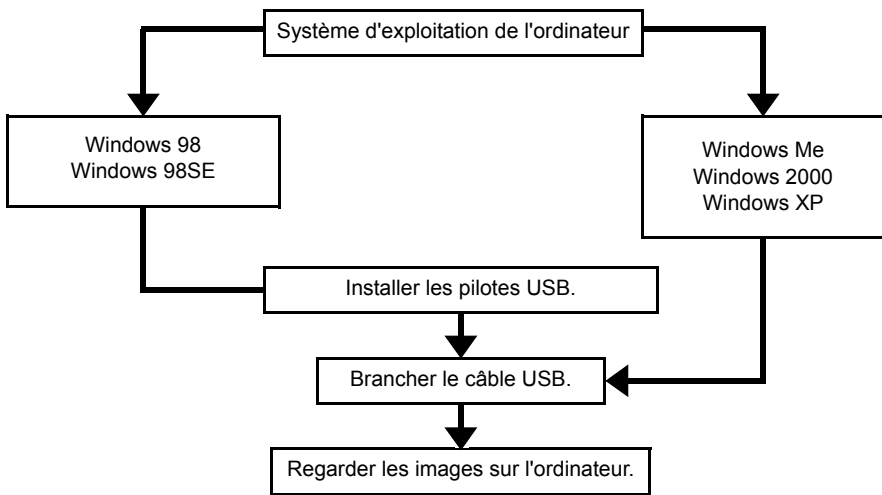 Système d'exploitation de l'ordinateur
Windows 98
Windows 98SE
Windows Me
Windows 2000
Windows XP
Installer les pilotes USB.
Brancher le câble USB.
Regarder les images sur l'ordinateur.